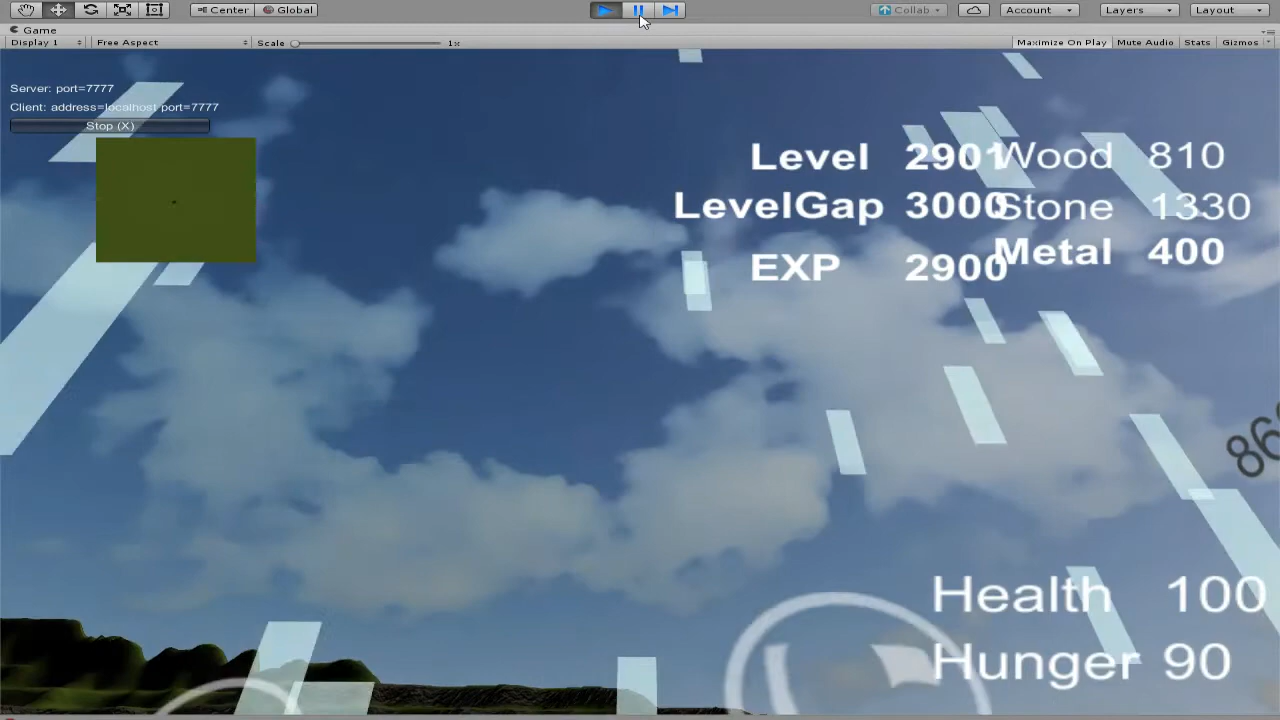 Center Global Collab Account Layers Layout
Game
Display 1 Free Aspect Scale 1x Maximize On Play Mute Audio Stats Gizmos
Server: port=7777
Client: address=localhost port=7777
Stop (X)
Level 2901 Wood 810
LevelGap 3000 Stone 1330
Metal 400
EXP 2900
86
Health 100
Hunger 90